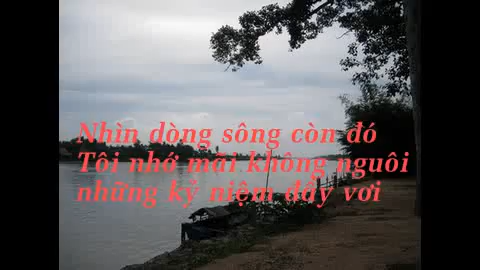 Nhìn dòng sông còn đó
Tôi nhớ mãi không nguôi
những kỷ niệm đầy vơi